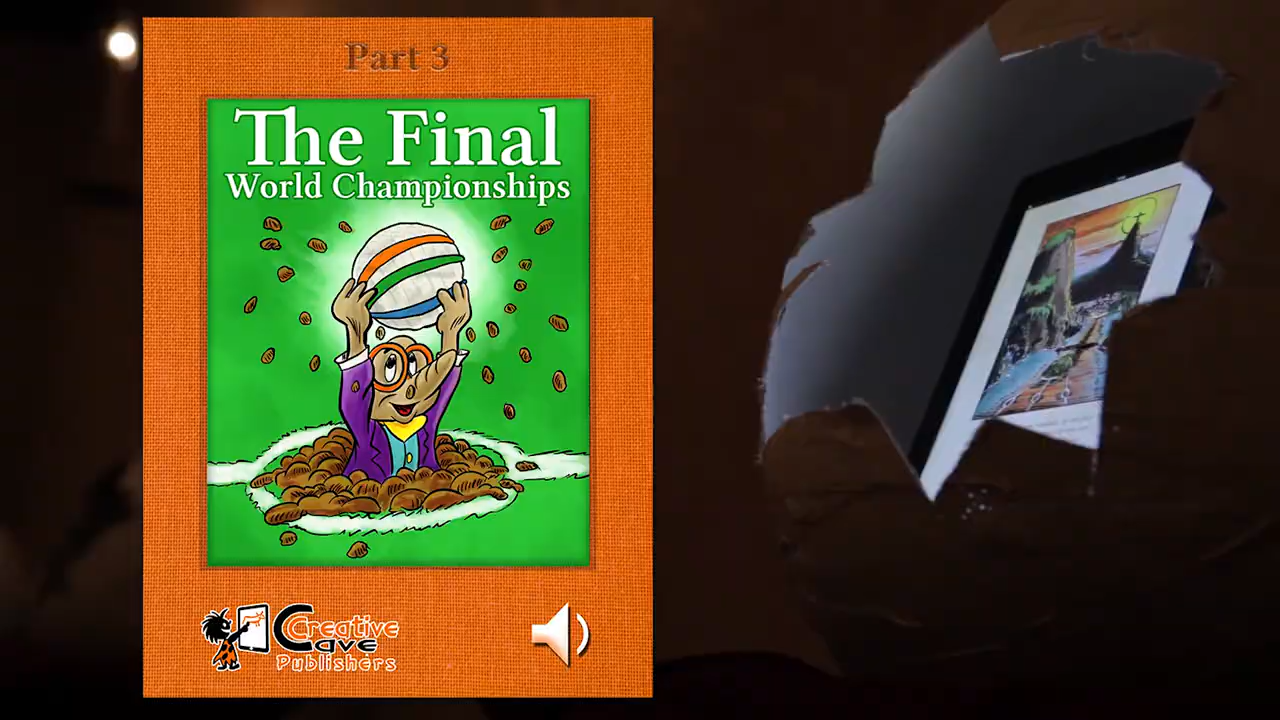 Part 3
The Final
World Championships
Creative
Cave
Publishers